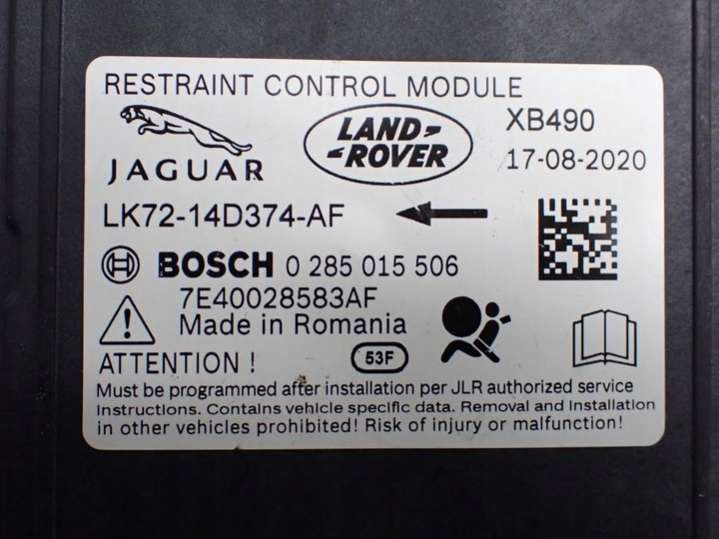 RESTRAINT CONTROL MODULE
JAGUAR
LAND-
-ROVER
XB490
17-08-2020
LK72-14D374-AF
BOSCH 0 285 015 506
7E40028583AF
Made in Romania
ATTENTION !
53F
Must be programmed after installation per JLR authorized service
instructions. Contains vehicle specific data. Removal and installation
in other vehicles prohibited! Risk of injury or malfunction!